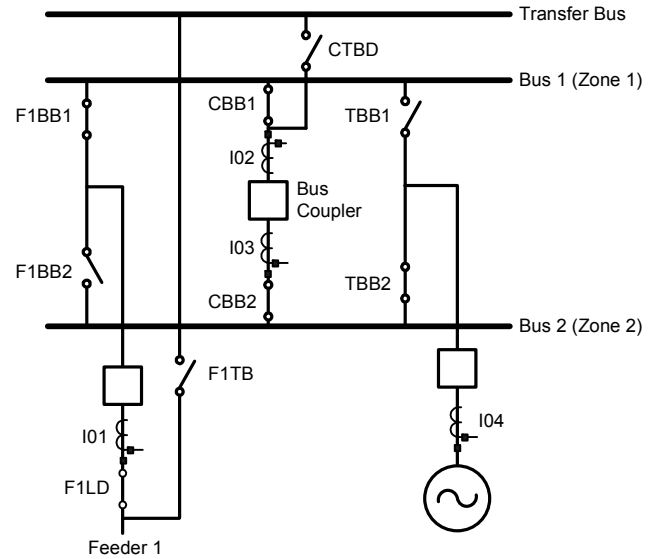 Transfer Bus
CTBD
Bus 1 (Zone 1)
F1BB1
CBB1
TBB1
I02
Bus
Coupler
I03
F1BB2
TBB2
CBB2
Bus 2 (Zone 2)
F1TB
I01
I04
F1LD
Feeder 1